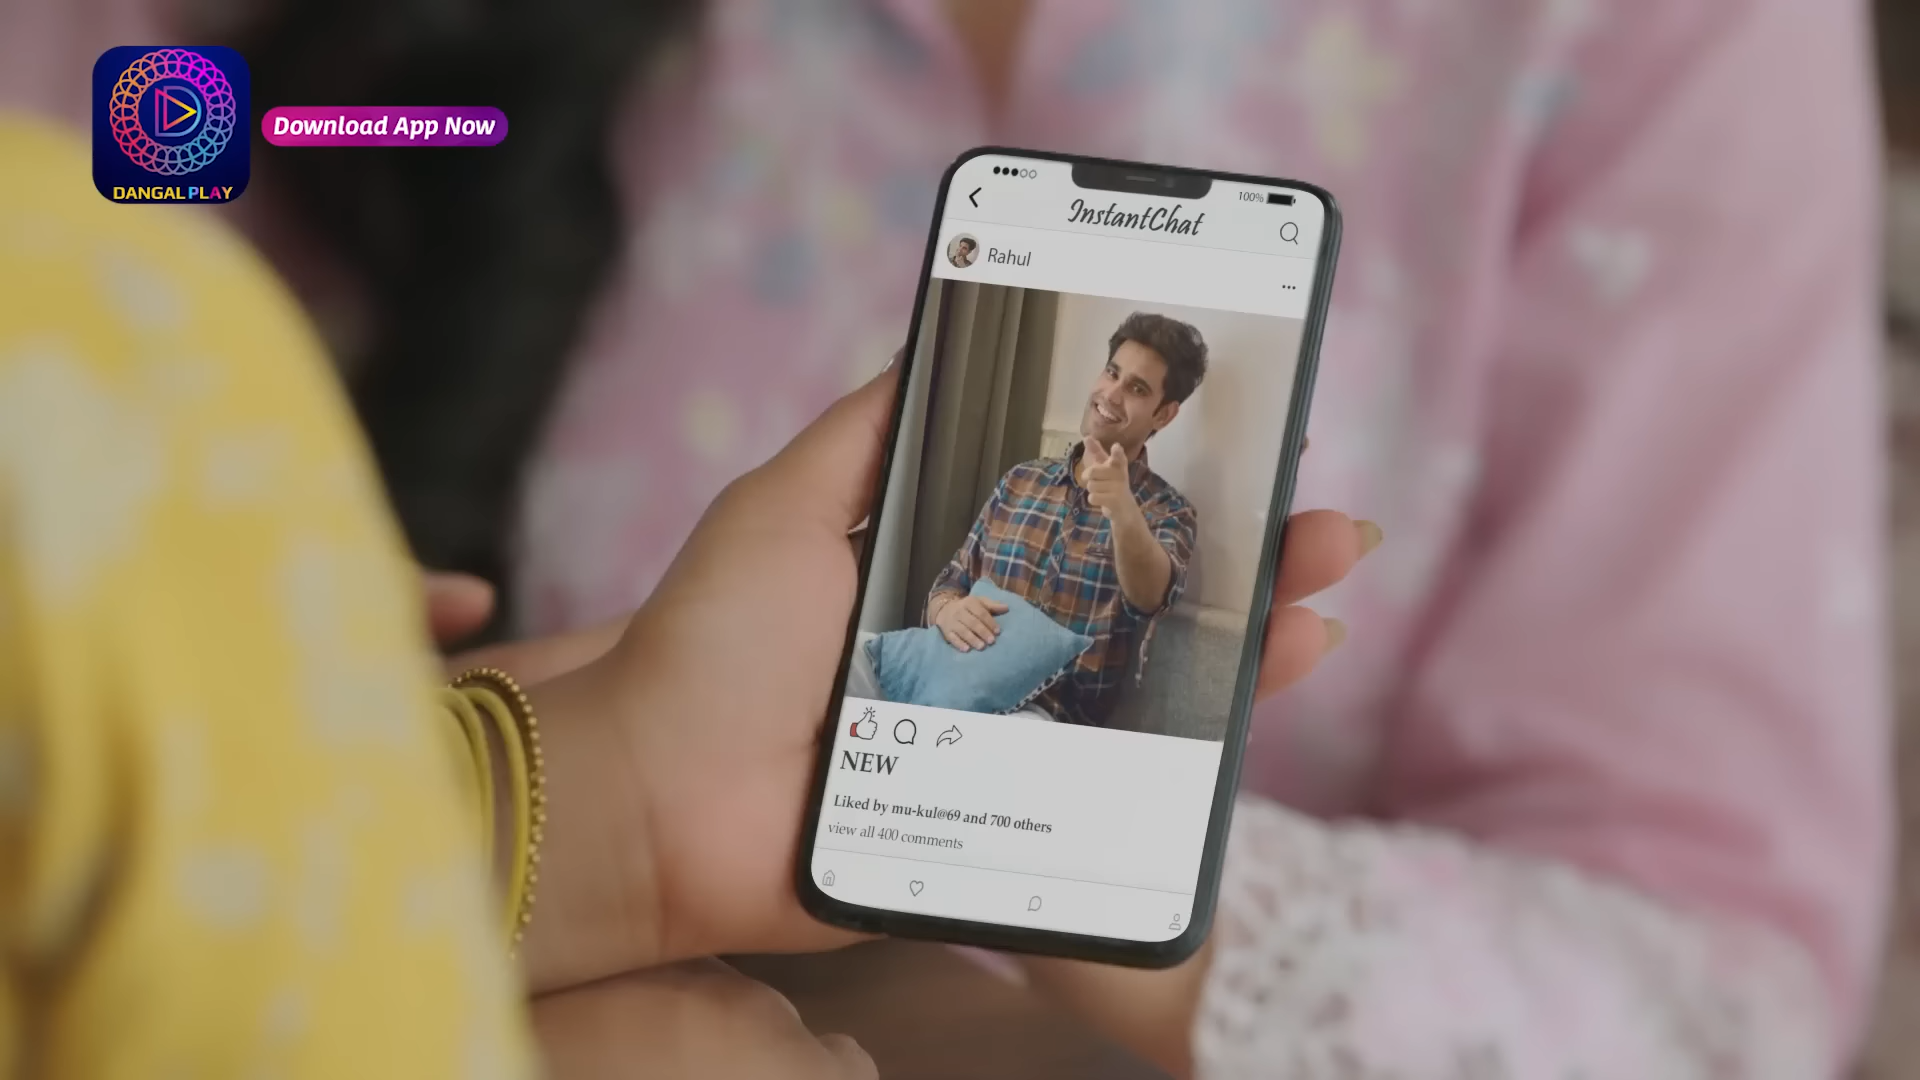 DANGAL PLAY
Download App Now
100%
InstantChat
Rahul
NEW
Liked by mu-kul@69 and 700 others
view all 400 comments